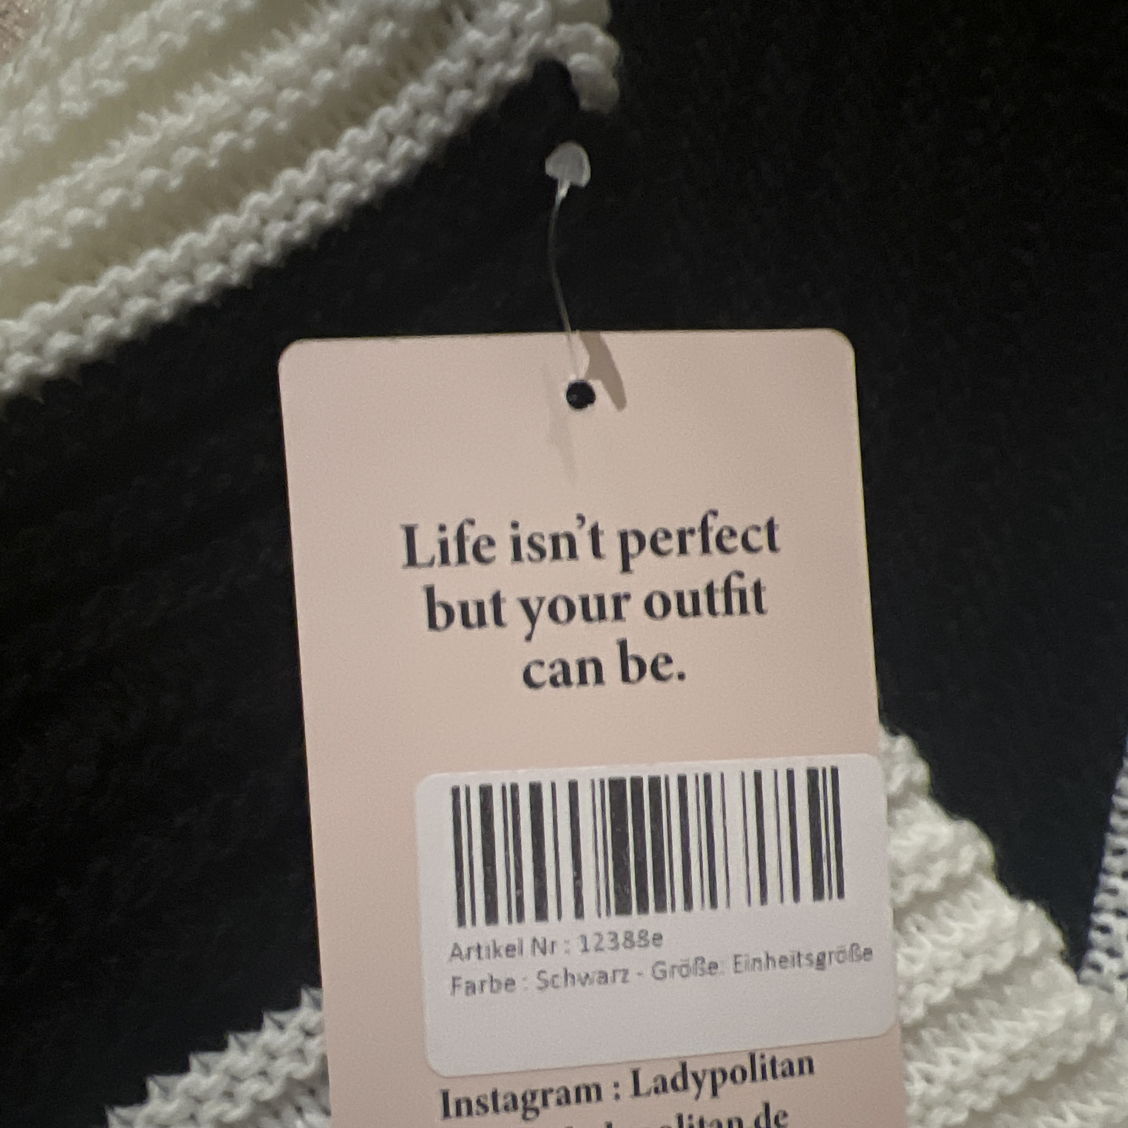 Life isn't perfect
but your outfit
can be.
Artikel Nr : 12388e
Farbe : Schwarz - Größe: Einheitsgröße
Instagram : Ladypolitan